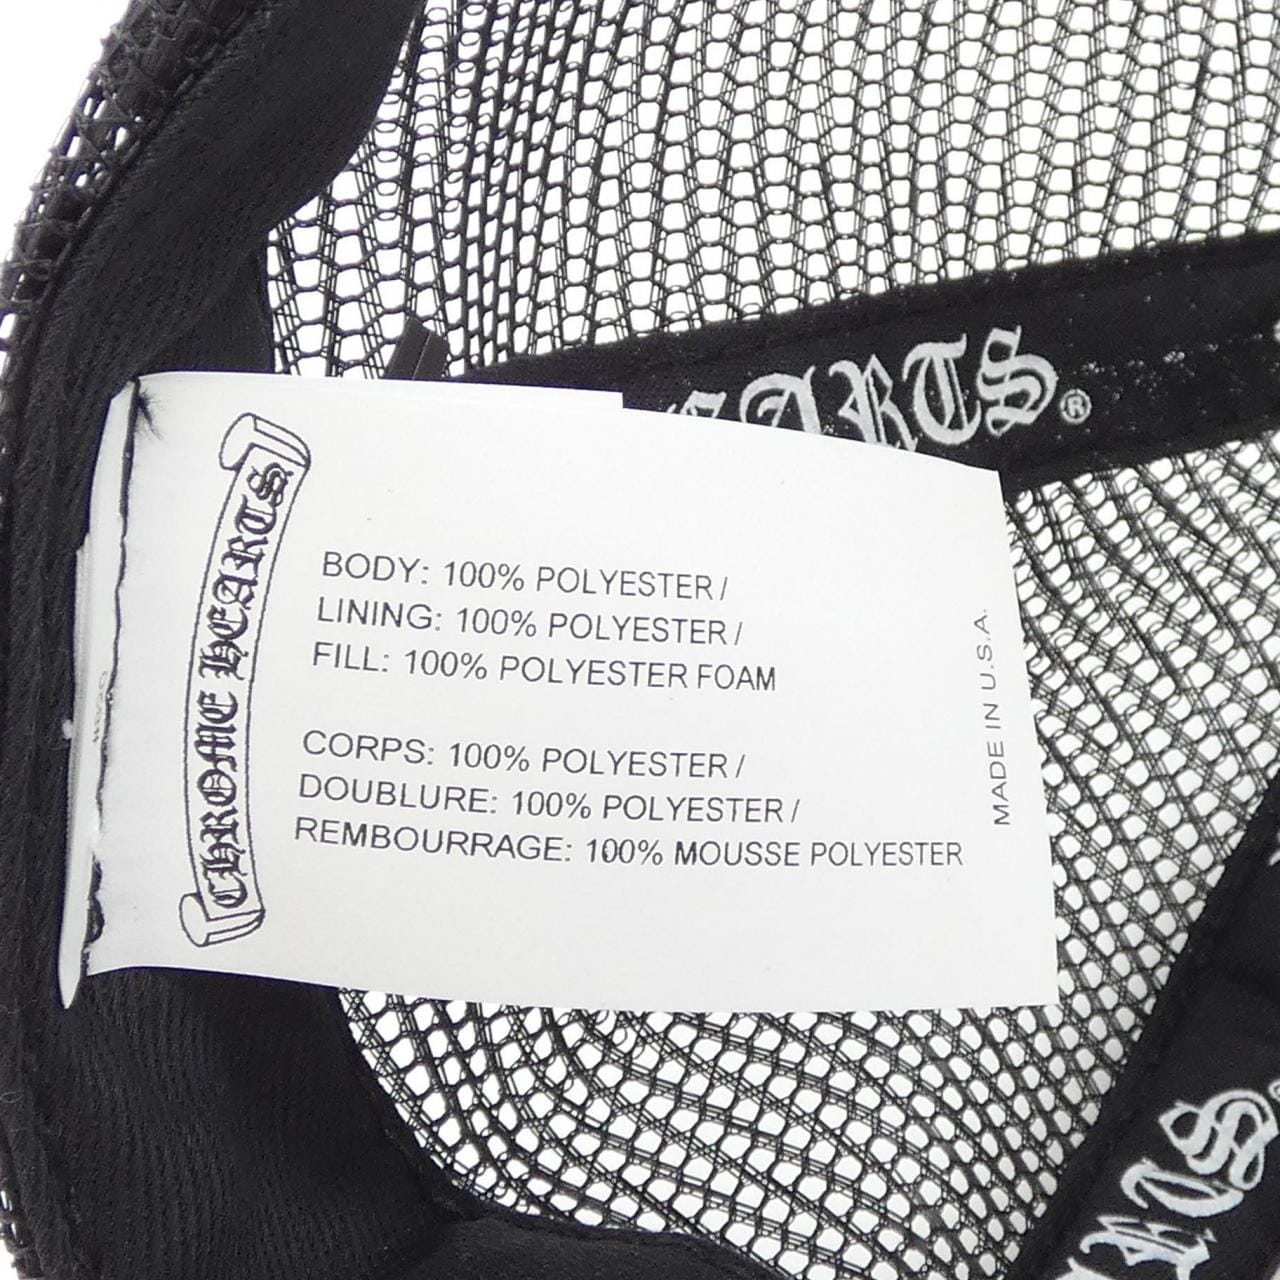 HEARTS®
CHROME HEARTS
BODY: 100% POLYESTER /
LINING: 100% POLYESTER /
FILL: 100% POLYESTER FOAM
CORPS: 100% POLYESTER /
DOUBLURE: 100% POLYESTER /
REMBOURRAGE: 100% MOUSSE POLYESTER
MADE IN U.S.A.